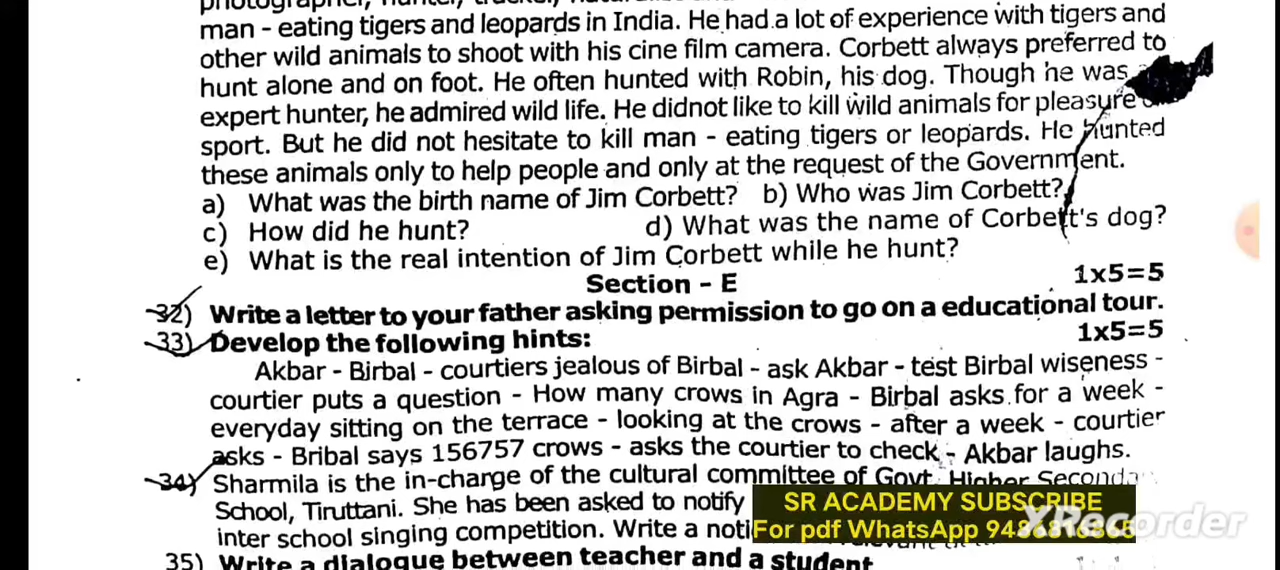 photographer, hunter, tracker,
man - eating tigers and leopards in India. He had a lot of experience with tigers and
other wild animals to shoot with his cine film camera. Corbett always preferred to
hunt alone and on foot. He often hunted with Robin, his dog. Though he was
expert hunter, he admired wild life. He didnot like to kill wild animals for pleasure
sport. But he did not hesitate to kill man - eating tigers or leopards. He hunted
these animals only to help people and only at the request of the Government.
a) What was the birth name of Jim Corbett? b) Who was Jim Corbett?
c) How did he hunt? d) What was the name of Corbett's dog?
e) What is the real intention of Jim Corbett while he hunt?
Section - E
1x5=5
32) Write a letter to your father asking permission to go on a educational tour.
33) Develop the following hints: 1x5=5
Akbar - Birbal - courtiers jealous of Birbal - ask Akbar - test Birbal wiseness -
courtier puts a question - How many crows in Agra - Birbal asks for a week -
everyday sitting on the terrace - looking at the crows - after a week - courtier
asks - Bribal says 156757 crows - asks the courtier to check - Akbar laughs.
34) Sharmila is the in-charge of the cultural committee of Govt. Higher Seconda
School, Tiruttani. She has been asked to notify
inter school singing competition. Write a noti
SR ACADEMY SUBSCRIBE
For pdf WhatsApp 9486816365
XRecorder
35) Write a dialogue between teacher and a student